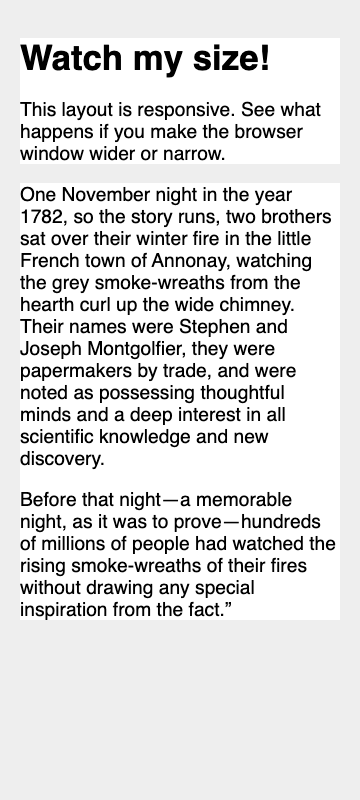 Watch my size!
This layout is responsive. See what
happens if you make the browser
window wider or narrow.
One November night in the year
1782, so the story runs, two brothers
sat over their winter fire in the little
French town of Annonay, watching
the grey smoke-wreaths from the
hearth curl up the wide chimney.
Their names were Stephen and
Joseph Montgolfier, they were
papermakers by trade, and were
noted as possessing thoughtful
minds and a deep interest in all
scientific knowledge and new
discovery.
Before that night—a memorable
night, as it was to prove—hundreds
of millions of people had watched the
rising smoke-wreaths of their fires
without drawing any special
inspiration from the fact.”